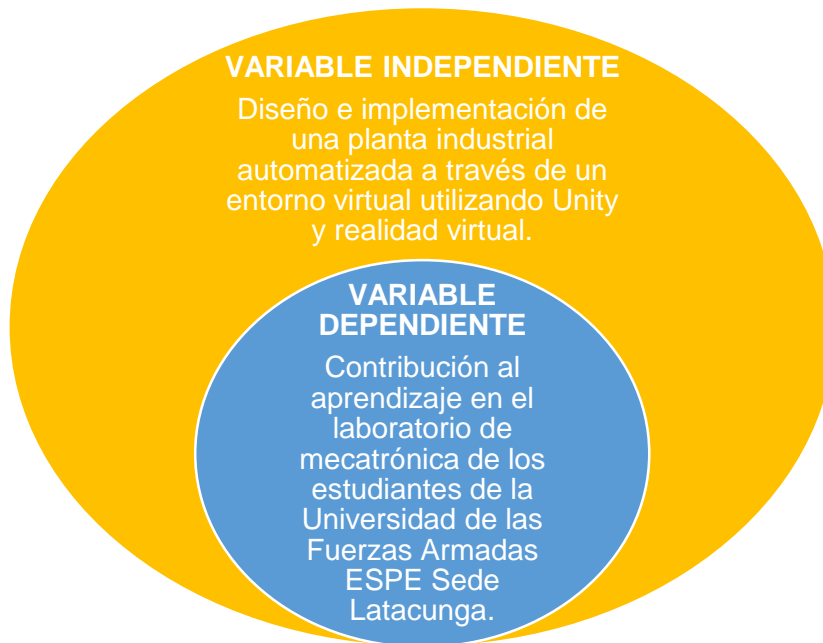 VARIABLE INDEPENDIENTE
Diseño e implementación de
una planta industrial
automatizada a través de un
entorno virtual utilizando Unity
y realidad virtual.
VARIABLE
DEPENDIENTE
Contribución al
aprendizaje en el
laboratorio de
mecatrónica de los
estudiantes de la
Universidad de las
Fuerzas Armadas
ESPE Sede
Latacunga.